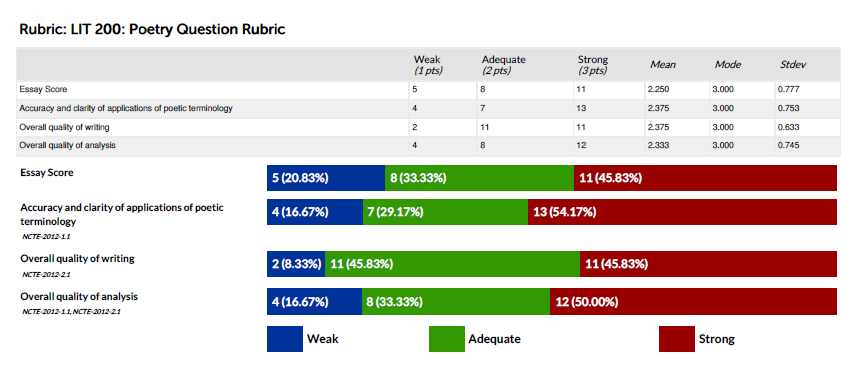 Rubric: LIT 200: Poetry Question Rubric
Weak Adequate Strong Mean Mode Stdev
(1 pts) (2 pts) (3 pts)
Essay Score 5 8 11 2.250 3.000 0.777
Accuracy and clarity of applications of poetic terminology 4 7 13 2.375 3.000 0.753
Overall quality of writing 2 11 11 2.375 3.000 0.633
Overall quality of analysis 4 8 12 2.333 3.000 0.745
Essay Score 5 (20.83%) 8 (33.33%) 11 (45.83%)
Accuracy and clarity of applications of poetic 4 (16.67%) 7 (29.17%) 13 (54.17%)
terminology
NCTE-2012-1.1
Overall quality of writing 2 (8.33%) 11 (45.83%) 11 (45.83%)
NCTE-2012-2.1
Overall quality of analysis 4 (16.67%) 8 (33.33%) 12 (50.00%)
NCTE-2012-1.1, NCTE-2012-2.1
Weak Adequate Strong